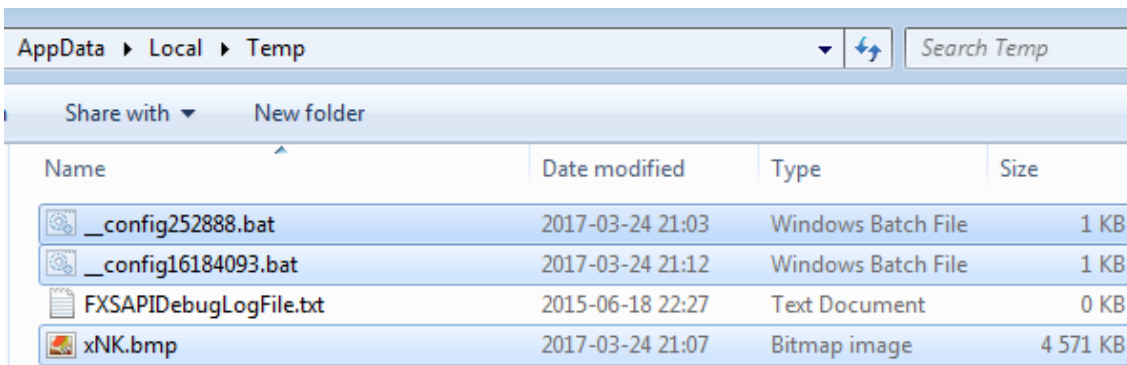 AppData ▸ Local ▸ Temp Search Temp
Share with ▾ New folder
Name Date modified Type Size
__config252888.bat 2017-03-24 21:03 Windows Batch File 1 KB
__config16184093.bat 2017-03-24 21:12 Windows Batch File 1 KB
FXSAPIDebugLogFile.txt 2015-06-18 22:27 Text Document 0 KB
xNK.bmp 2017-03-24 21:07 Bitmap image 4 571 KB